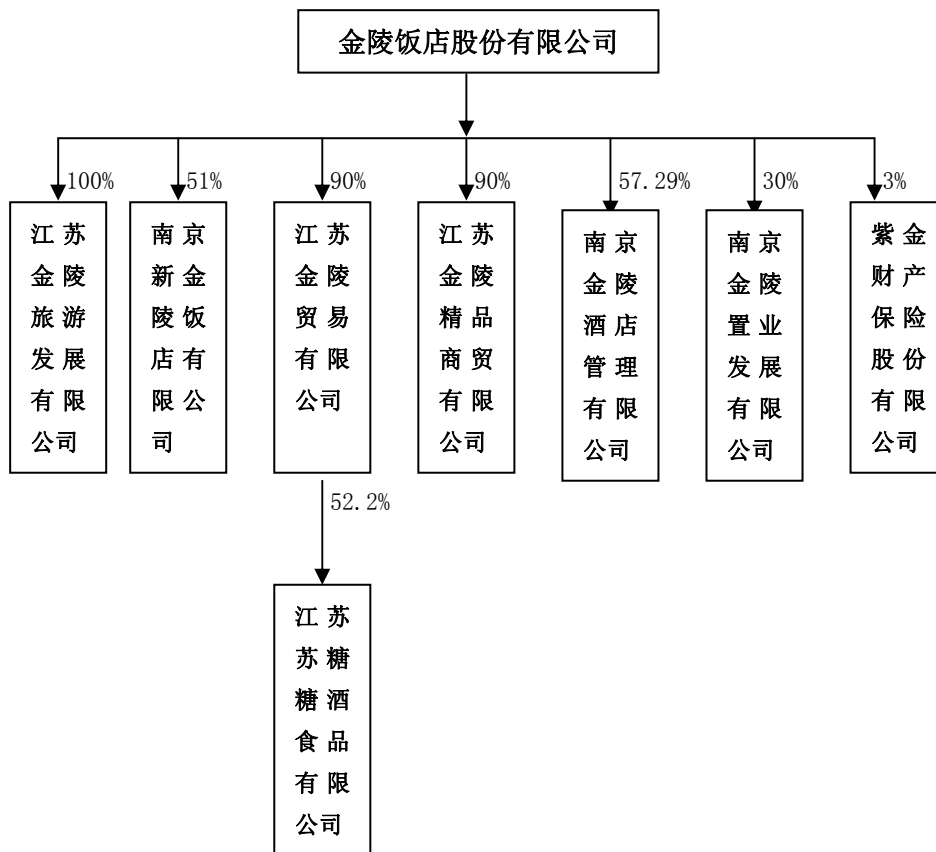 金陵饭店股份有限公司
100%
51%
90%
90%
57.29%
30%
3%
江苏
金陵
旅游
发展
有限
公司
南京
新金
陵饭
店有
限公
司
江苏
金陵
贸易
有限
公司
江苏
金陵
精品
商贸
有限
公司
南京
金陵
酒店
管理
有限
公司
南京
金陵
置业
发展
有限
公司
紫金
财产
保险
股份
有限
公司
52.2%
江苏
苏糖
糖酒
食品
有限
公司